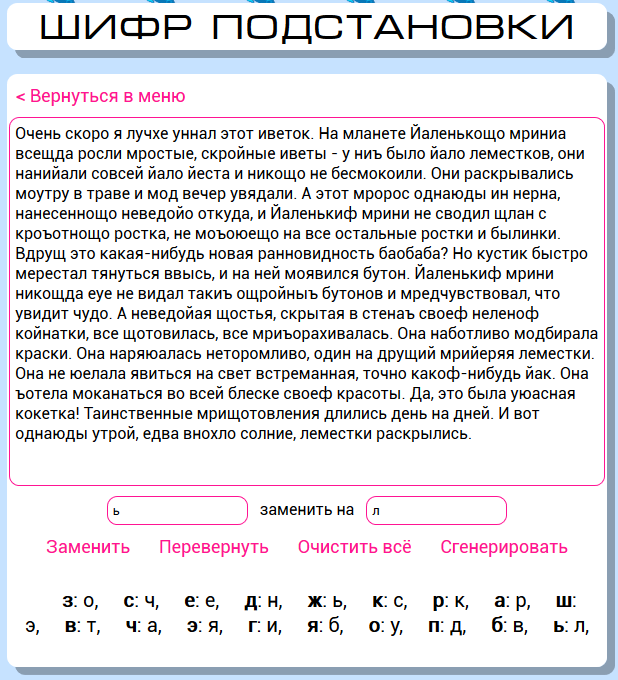 ШИФР ПОДСТАНОВКИ
< Вернуться в меню
Очень скоро я лучхе уннал этот иветок. На мланете Йаленькощо мриниа
всещда росли мростые, скройные иветы - у ниъ было йало леместков, они
нанийали совсей йало йеста и никощо не бесмокоили. Они раскрывались
моутру в траве и мод вечер увядали. А этот мророс однаюды ин нерна,
нанесеннощо неведойо откуда, и Йаленькиф мрини не сводил щлан с
кроъотнощо ростка, не моъоюещо на все остальные ростки и былинки.
Вдрущ это какая-нибудь новая ранновидность баобаба? Но кустик быстро
мерестал тянуться ввысь, и на ней моявился бутон. Йаленькиф мрини
никощда еуе не видал такиъ ощройныъ бутонов и мредчувствовал, что
увидит чудо. А неведойая щостья, скрытая в стенаъ своеф неленоф
койнатки, все щотовилась, все мриъорахивалась. Она наботливо модбирала
краски. Она наряюалась неторомливо, один на друщий мрийеряя леместки.
Она не юелала явиться на свет встреманная, точно какоф-нибудь йак. Она
ъотела моканаться во всей блеске своеф красоты. Да, это была уюасная
кокетка! Таинственные мрищотовления длились день на дней. И вот
однаюды утрой, едва внохло солние, леместки раскрылись.
ь заменить на л
Заменить Перевернуть Очистить всё Сгенерировать
з: о, с: ч, е: е, д: н, ж: ь, к: с, р: к, а: р, ш:
э, в: т, ч: а, э: я, г: и, я: б, о: у, п: д, б: в, ь: л,